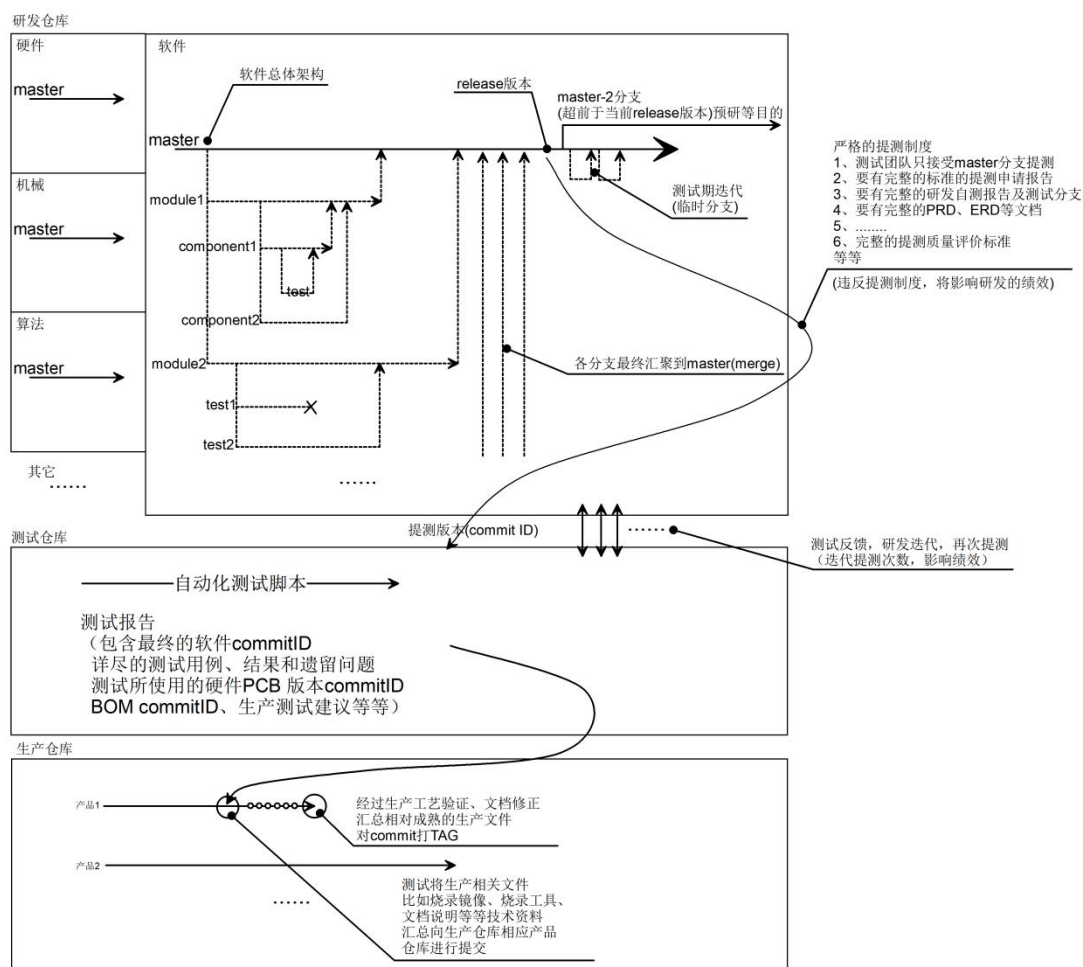 研发仓库
硬件
master
机械
master
算法
master
其它
......
软件
软件总体架构
release版本
master-2分支
(超前于当前release版本)预研等目的
master
module1
component1
test
component2
module2
test1
test2
......
测试期迭代
(临时分支)
各分支最终汇聚到master(merge)
严格的提测制度
1、测试团队只接受master分支提测
2、要有完整的标准的提测申请报告
3、要有完整的研发自测报告及测试分支
4、要有完整的PRD、ERD等文档
5、........
6、完整的提测质量评价标准
等等
(违反提测制度，将影响研发的绩效)
提测版本(commit ID)
......
测试反馈，研发迭代，再次提测
（迭代提测次数，影响绩效）
测试仓库
自动化测试脚本
测试报告
（包含最终的软件commitID
详尽的测试用例、结果和遗留问题
测试所使用的硬件PCB 版本commitID
BOM commitID、生产测试建议等等）
生产仓库
产品1
经过生产工艺验证、文档修正
汇总相对成熟的生产文件
对commit打TAG
产品2
......
测试将生产相关文件
比如烧录镜像、烧录工具、
文档说明等等技术资料
汇总向生产仓库相应产品
仓库进行提交